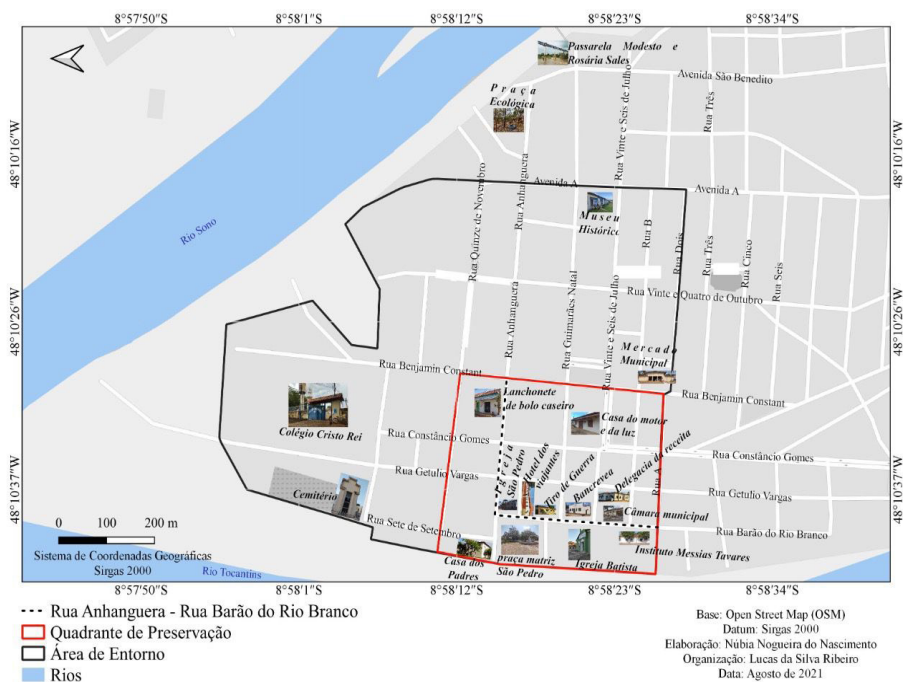 8°57'50"S 8°58'1"S 8°58'12"S 8°58'23"S 8°58'34"S
48°10'16"W
48°10'26"W
48°10'37"W
Passarela Modesto e
Rosária Sales
Avenida São Benedito
Praça
Ecológica
Rua Vinte e Seis de Julho
Rua Três
Rua Quinze de Novembro
Rua Anhanguera
Avenida A
Avenida A
Museu
Histórico
Rua B
Rua Dois
Rua Três
Rua Cinco
Rua Seis
Rio Sono
Rua Anhanguera
Rua Guimarães Natal
Rua Vinte e Seis de Julho
Rua Vinte e Quatro de Outubro
Mercado
Municipal
Rua Benjamin Constant
Rua Benjamin Constant
Lanchonete
de bolo caseiro
Casa do motor
e da luz
Colégio Cristo Rei
Rua Constâncio Gomes
Rua Constâncio Gomes
Igreja
São Pedro
Hotel dos
viajantes
Tiro de Guerra
Bancrevea
Delegacia da receita
Rua A
Rua Getulio Vargas
Rua Getulio Vargas
Cemitério
Câmara municipal
Rua Sete de Setembro
Rua Barão do Rio Branco
Casa dos
Padres
praça matriz
São Pedro
Igreja Batista
Instituto Messias Tavares
0 100 200 m
Sistema de Coordenadas Geográficas
Sirgas 2000
Rio Tocantins
48°10'16"W
48°10'26"W
48°10'37"W
8°57'50"S 8°58'1"S 8°58'12"S 8°58'23"S 8°58'34"S
Rua Anhanguera - Rua Barão do Rio Branco
Quadrante de Preservação
Área de Entorno
Rios
Base: Open Street Map (OSM)
Datum: Sirgas 2000
Elaboração: Núbia Nogueira do Nascimento
Organização: Lucas da Silva Ribeiro
Data: Agosto de 2021